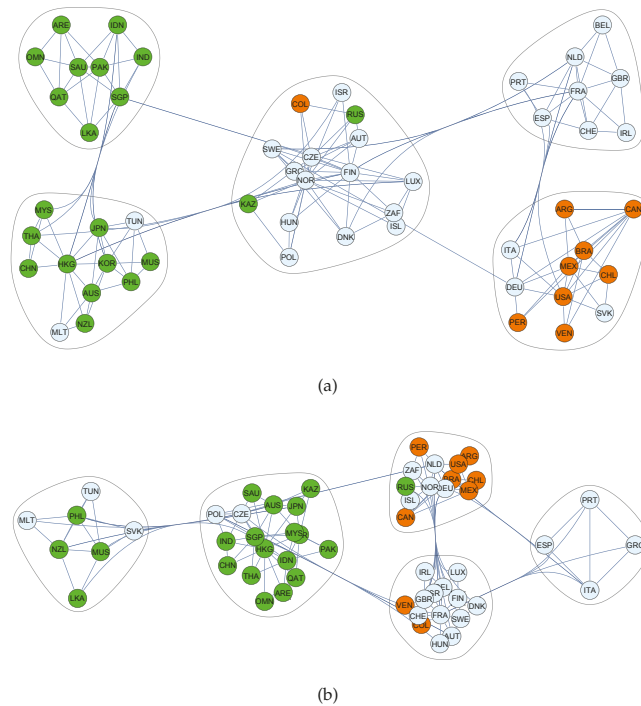 ARE
IDN
OMN
SAU
PAK
IND
QAT
SGP
LKA
MYS
THA
JPN
TUN
CHN
HKG
KOR
MUS
PHL
AUS
NZL
MLT
ISR
COL
RUS
AUT
SWE
CZE
GRC
NOR
FIN
LUX
KAZ
HUN
ZAF
ISL
DNK
POL
BEL
NLD
PRT
GBR
FRA
ESP
CHE
IRL
ARG
CAN
ITA
BRA
MEX
CHL
DEU
USA
SVK
PER
VEN
(a)
TUN
MLT
PHL
SVK
NZL
MUS
LKA
SAU
KAZ
POL
CZE
AUS
JPN
IND
SGP
MYS
HKG
PAK
CHN
IDN
THA
QAT
OMN
ARE
PER
ZAF
NLD
USA
ARG
RUS
NOR
DEU
BRA
CHL
MEX
ISL
CAN
IRL
LUX
VEN
GBR
FIN
DNK
CHE
FRA
SWE
COL
AUT
HUN
PRT
ESP
GRC
ITA
(b)